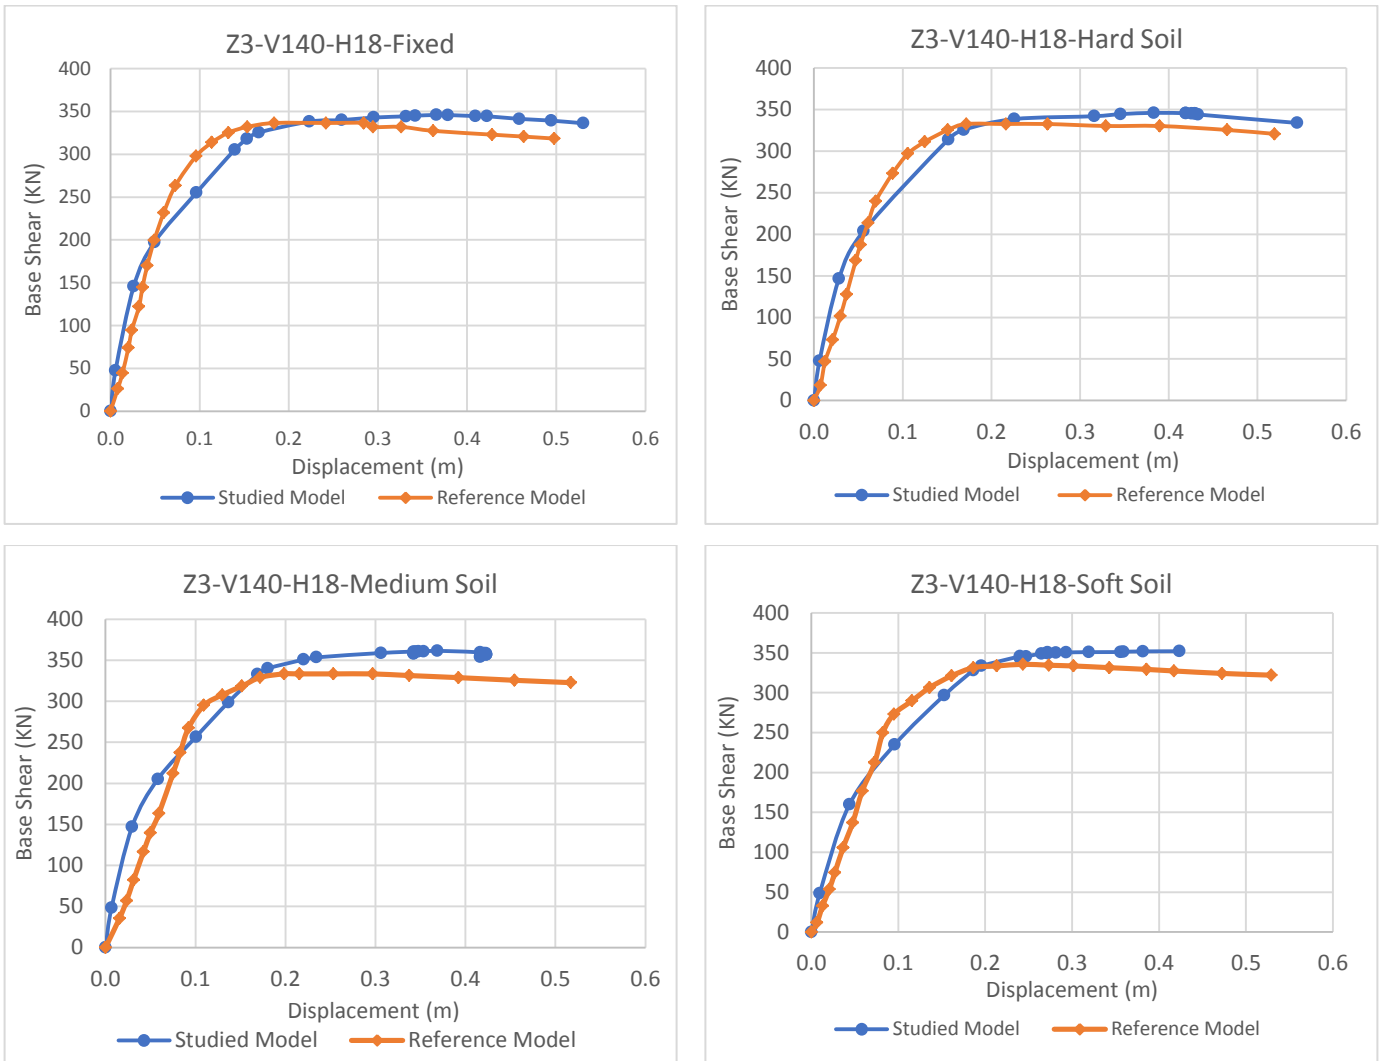 Z3-V140-H18-Fixed
400
350
300
250
200
150
100
50
0
Base Shear (KN)
0.0 0.1 0.2 0.3 0.4 0.5 0.6
Displacement (m)
Studied Model Reference Model
Z3-V140-H18-Hard Soil
400
350
300
250
200
150
100
50
0
Base Shear (KN)
0.0 0.1 0.2 0.3 0.4 0.5 0.6
Displacement (m)
Studied Model Reference Model
Z3-V140-H18-Medium Soil
400
350
300
250
200
150
100
50
0
Base Shear (KN)
0.0 0.1 0.2 0.3 0.4 0.5 0.6
Displacement (m)
Studied Model Reference Model
Z3-V140-H18-Soft Soil
400
350
300
250
200
150
100
50
0
Base Shear (KN)
0.0 0.1 0.2 0.3 0.4 0.5 0.6
Displacement (m)
Studied Model Reference Model